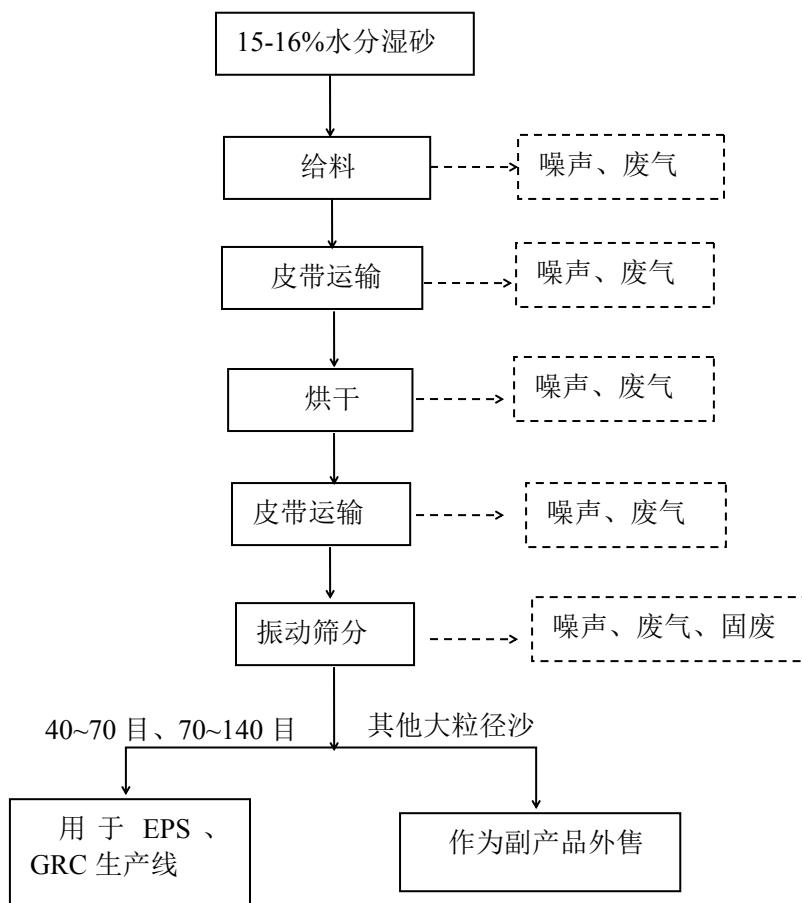 15-16%水分湿砂
给料
噪声、废气
皮带运输
噪声、废气
烘干
噪声、废气
皮带运输
噪声、废气
振动筛分
噪声、废气、固废
40~70 目、70~140 目
其他大粒径沙
用 于 EPS 、
GRC 生产线
作为副产品外售